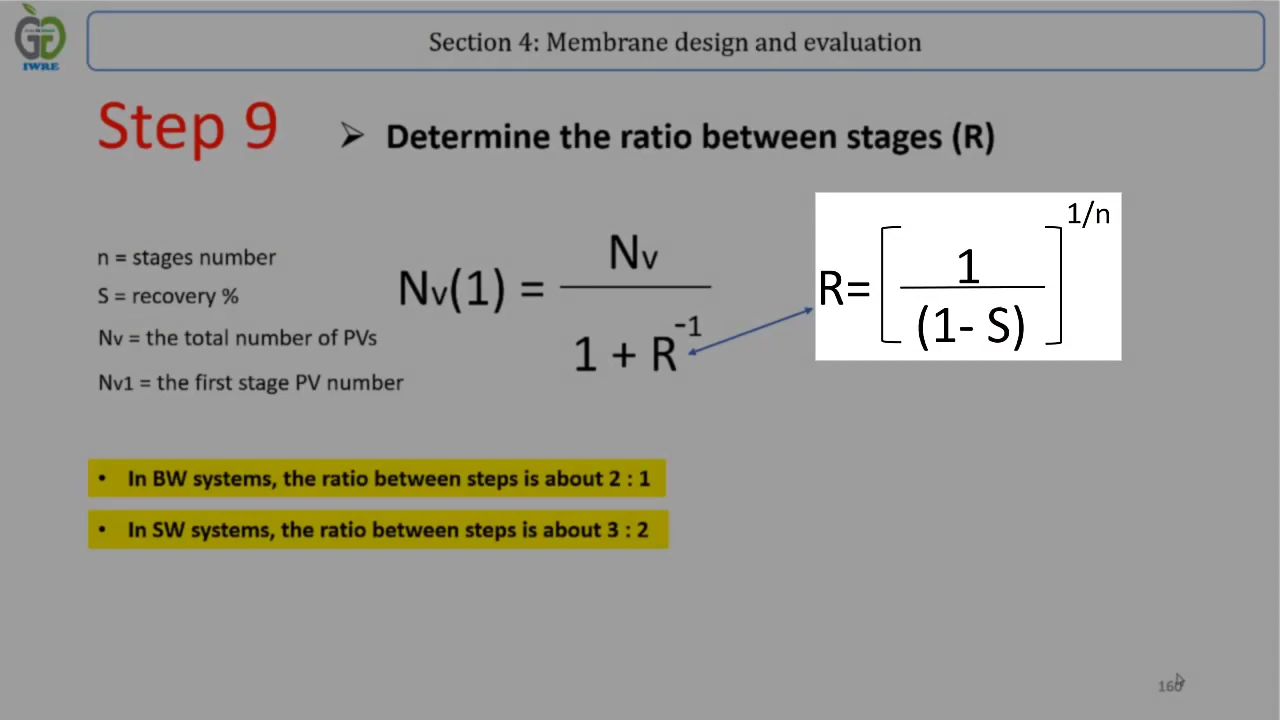 IWRE
Section 4: Membrane design and evaluation
Step 9
➢ Determine the ratio between stages (R)
n = stages number
S = recovery %
Nv = the total number of PVs
Nv1 = the first stage PV number
Nv(1) = Nv / 1 + R⁻¹
R= [ 1 / (1- S) ] 1/n
• In BW systems, the ratio between steps is about 2 : 1
• In SW systems, the ratio between steps is about 3 : 2